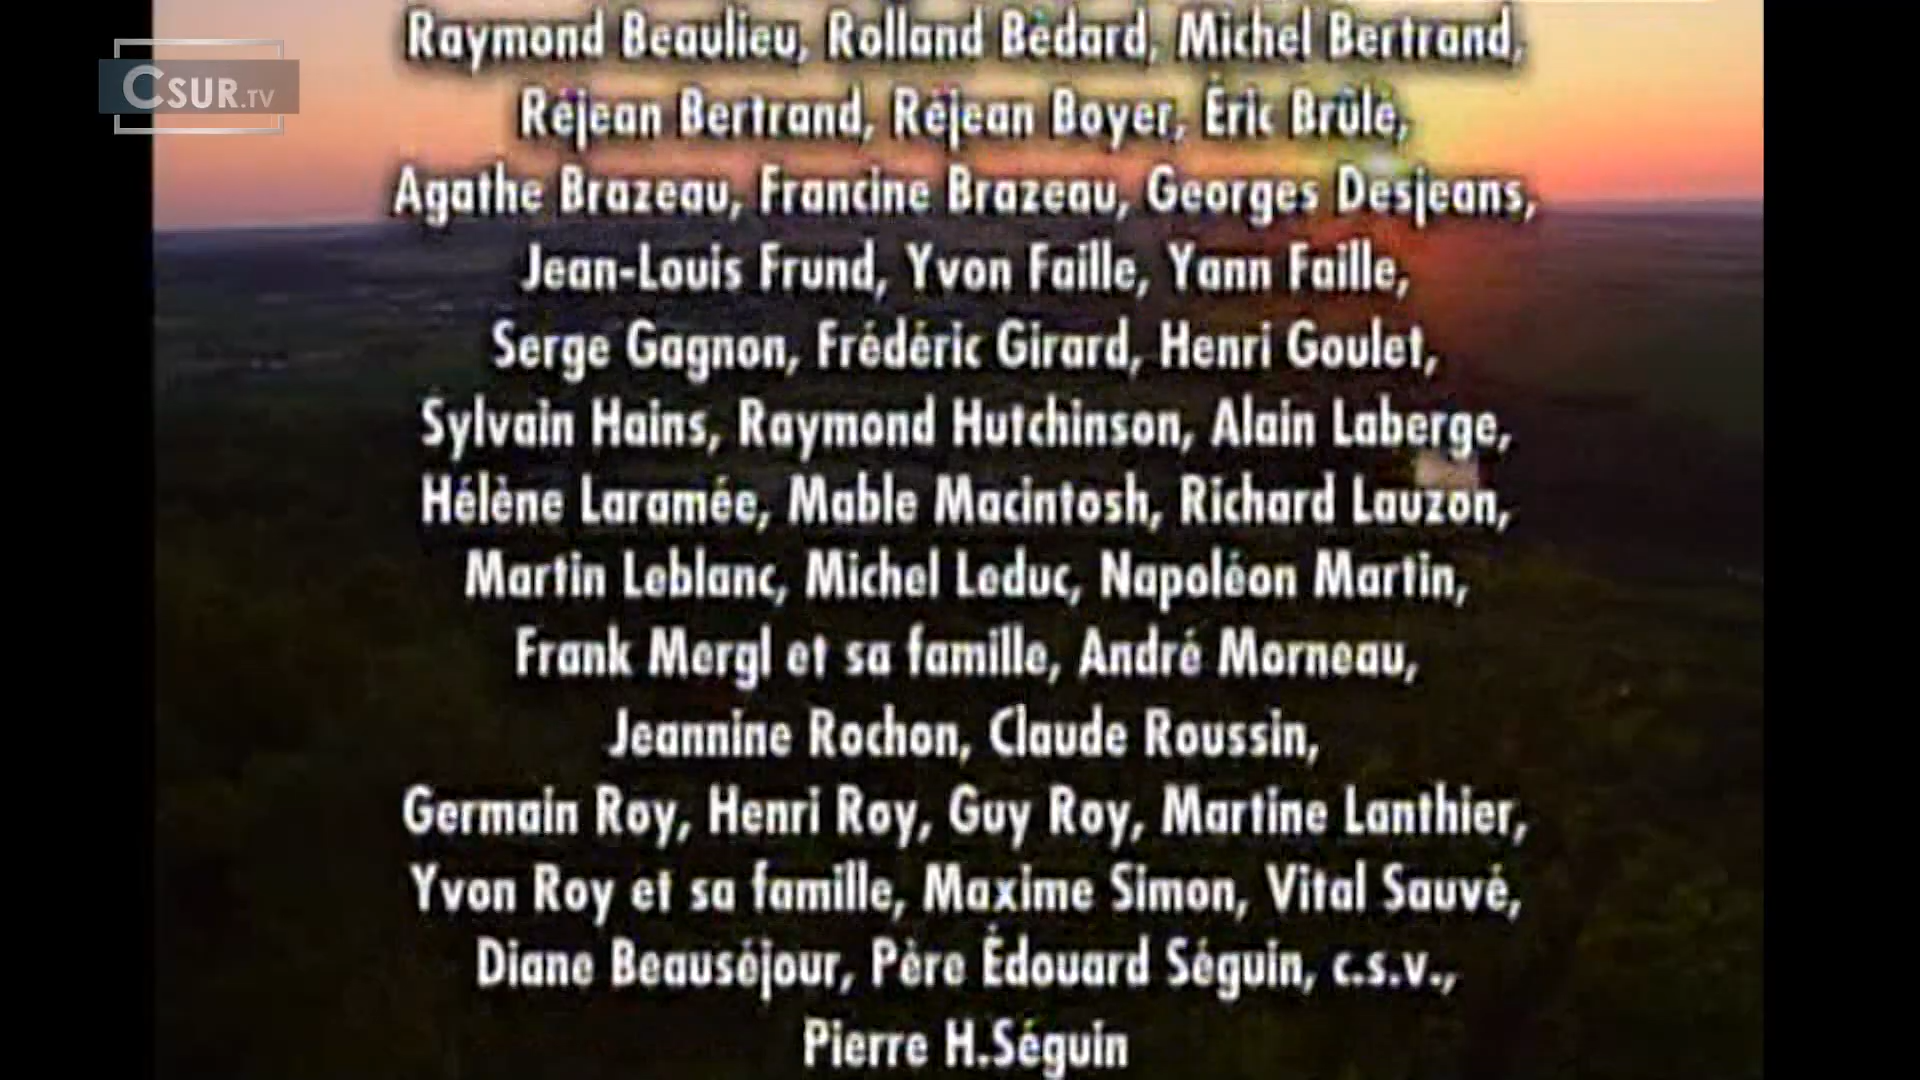 Raymond Beaulieu, Rolland Bédard, Michel Bertrand,
CSUR.TV
Réjean Bertrand, Réjean Boyer, Éric Brûlé,
Agathe Brazeau, Francine Brazeau, Georges Desjeans,
Jean-Louis Frund, Yvon Faille, Yann Faille,
Serge Gagnon, Frédéric Girard, Henri Goulet,
Sylvain Hains, Raymond Hutchinson, Alain Laberge,
Hélène Laramée, Mable Macintosh, Richard Lauzon,
Martin Leblanc, Michel Leduc, Napoléon Martin,
Frank Mergl et sa famille, André Morneau,
Jeannine Rochon, Claude Roussin,
Germain Roy, Henri Roy, Guy Roy, Martine Lanthier,
Yvon Roy et sa famille, Maxime Simon, Vital Sauvé,
Diane Beauséjour, Père Édouard Séguin, c.s.v.,
Pierre H.Séguin